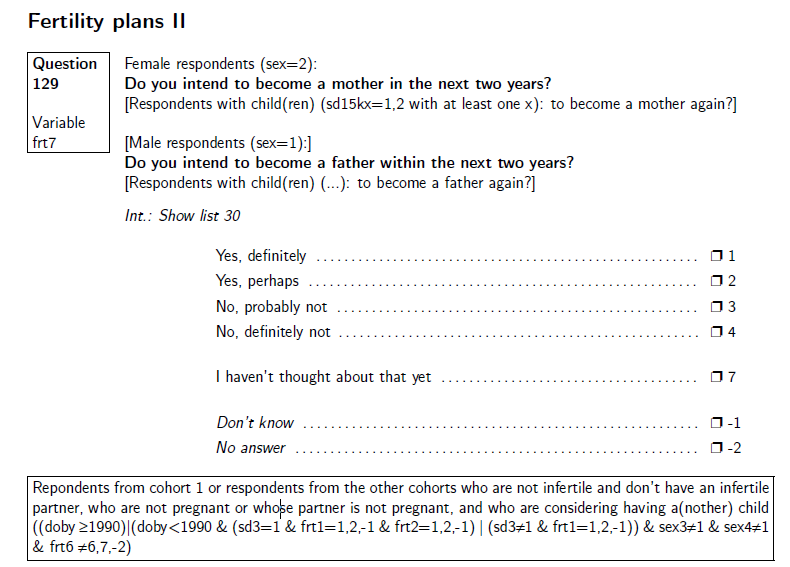 Fertility plans II
Question
129
Variable
frt7
Female respondents (sex=2):
Do you intend to become a mother in the next two years?
[Respondents with child(ren) (sd15kx=1,2 with at least one x): to become a mother again?]
[Male respondents (sex=1):]
Do you intend to become a father within the next two years?
[Respondents with child(ren) (...): to become a father again?]
Int.: Show list 30
Yes, definitely ❒ 1
Yes, perhaps ❒ 2
No, probably not ❒ 3
No, definitely not ❒ 4
I haven't thought about that yet ❒ 7
Don't know ❒ -1
No answer ❒ -2
Repondents from cohort 1 or respondents from the other cohorts who are not infertile and don't have an infertile
partner, who are not pregnant or whose partner is not pregnant, and who are considering having a(nother) child
((doby ≥1990)|(doby<1990 & (sd3=1 & frt1=1,2,-1 & frt2=1,2,-1) | (sd3≠1 & frt1=1,2,-1)) & sex3≠1 & sex4≠1
& frt6 ≠6,7,-2)